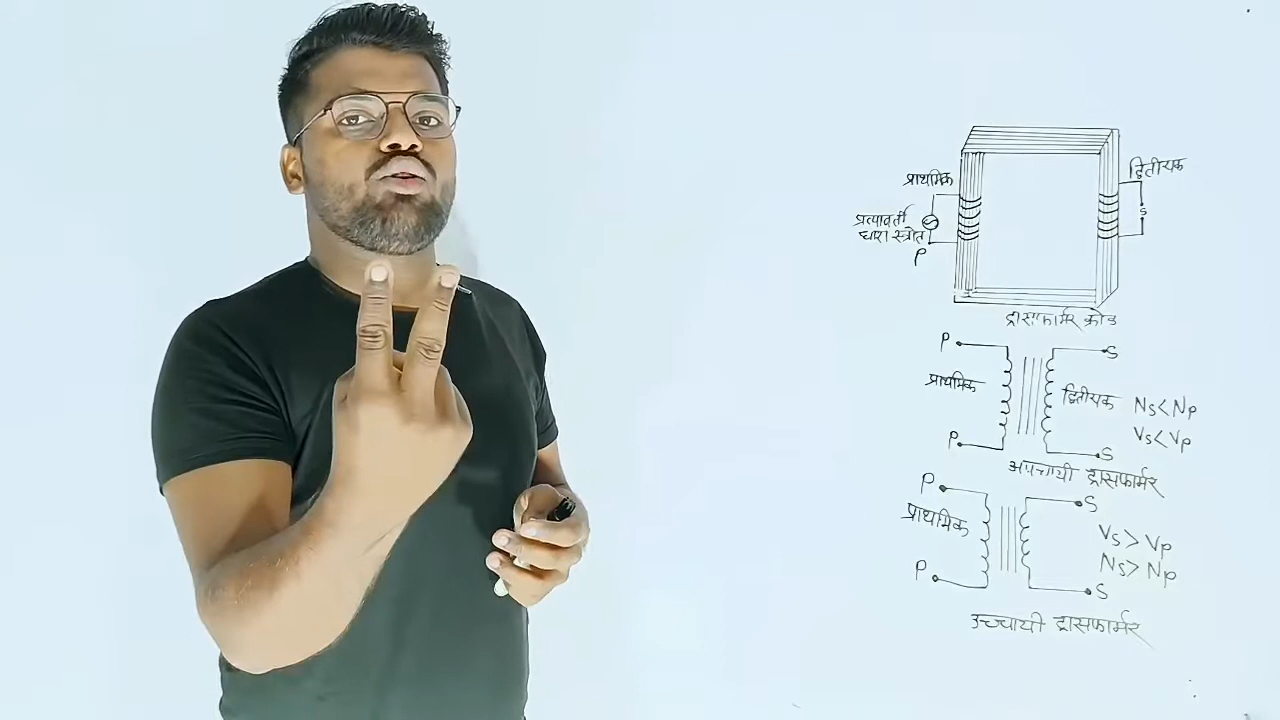 प्राथमिक
द्वितीयक
प्रत्यावर्ती
धारा स्त्रोत
S
P
ट्रासफार्मर क्रोड
P S
प्राथमिक
द्वितीयक Ns<Np
Vs<Vp
P S
अपचायी ट्रासफार्मर
P S
प्राथमिक
Vs>Vp
Ns>Np
P S
उच्चायी ट्रासफार्मर